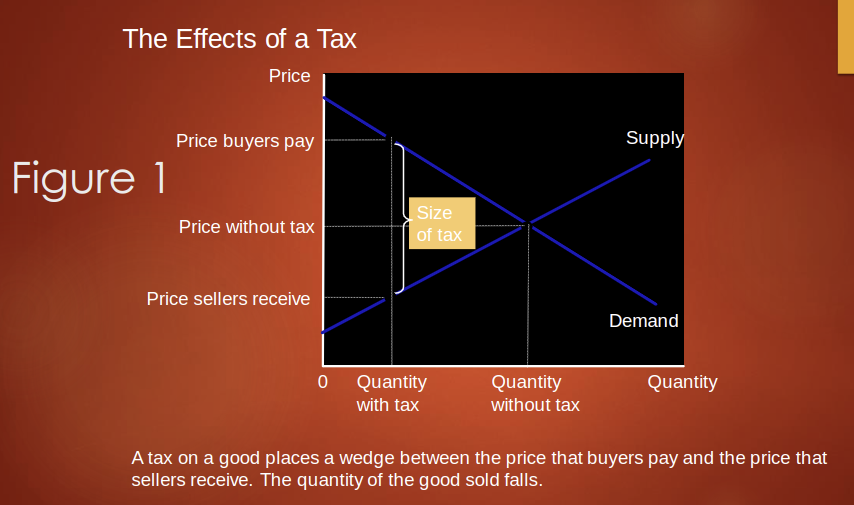 The Effects of a Tax
Price
Price buyers pay
Supply
Figure 1
Size
of tax
Price without tax
Price sellers receive
Demand
0
Quantity
with tax
Quantity
without tax
Quantity
A tax on a good places a wedge between the price that buyers pay and the price that
sellers receive. The quantity of the good sold falls.